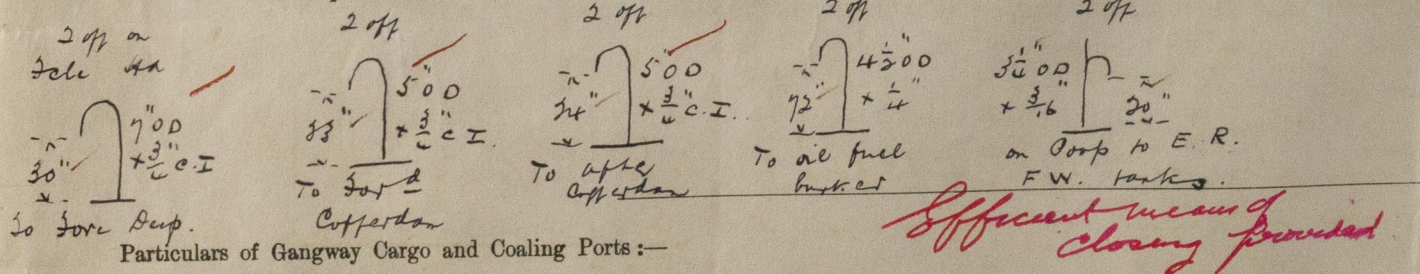 2 off on
Fcle Hd
30"
7" OD
× 3/4" C.I
To Fore Deep.
2 off
33"
5" OD
× 3/4" C I.
To Ford
Cofferdam
2 off
34"
5" OD
× 3/4" C.I.
To after
Cofferdam
2 off
72"
4 1/2" OD
× 1/4"
To oil fuel
bunker
2 off
3 1/2" OD
× 3/16"
30"
on Poop to E.R.
F W. tanks.
Efficient means of
closing provided
Particulars of Gangway Cargo and Coaling Ports :—